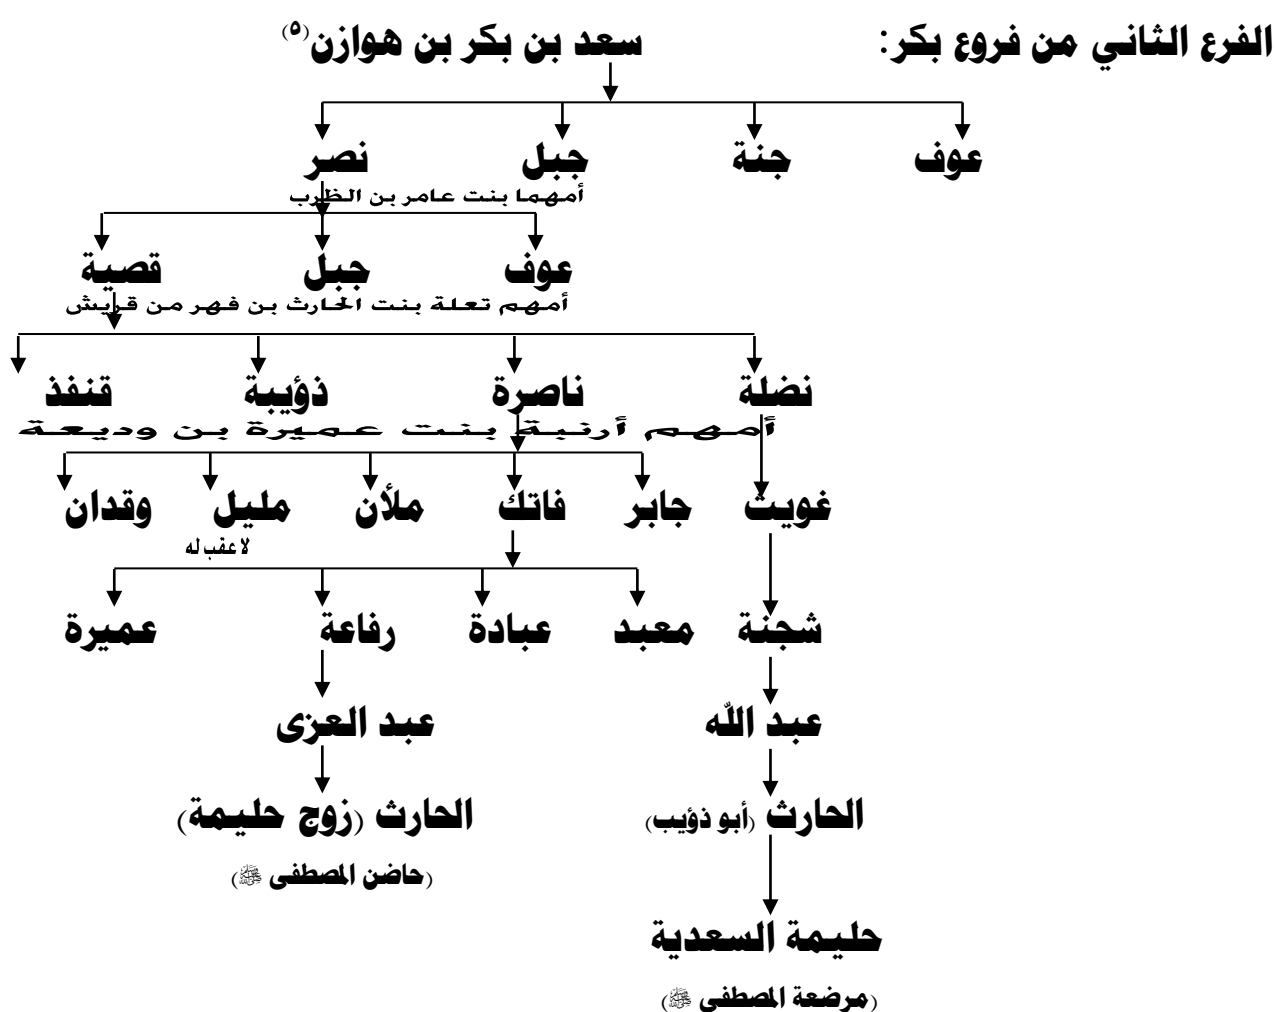 الفرع الثاني من فروع بكر: سعد بن بكر بن هوازن(٥)
عوف جنة جبل نصر
أمهما بنت عامر بن الظرب
عوف جبل قصية
أمهم تعلة بنت الحارث بن فهر من قريش
نضلة ناصرة ذؤيبة قنفذ
أمهم أرنبة بنت عميرة بن وديعة
غويث جابر فاتك ملأن مليل وقدان
لا عقب له
شجنة معبد عبادة رفاعة عميرة
عبد الله عبد العزى
الحارث (أبو ذؤيب) الحارث (زوج حليمة)
(حاضن المصطفى ﷺ)
حليمة السعدية
(مرضعة المصطفى ﷺ)